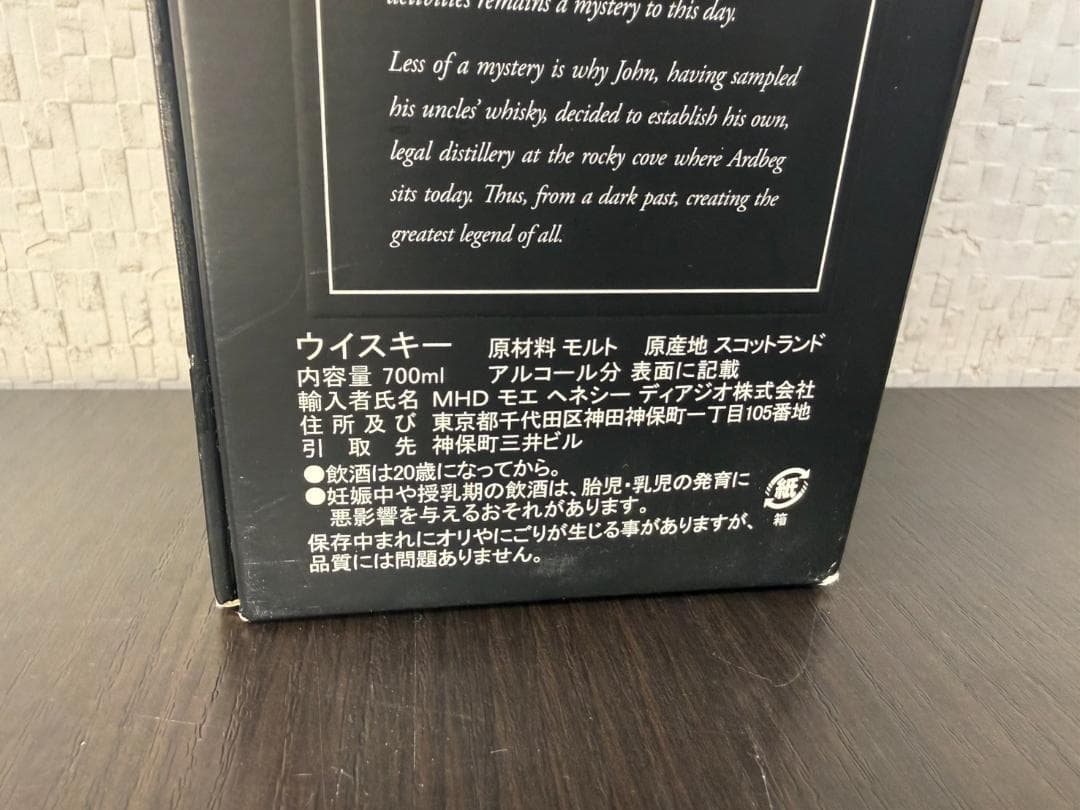 activities remains a mystery to this day.
Less of a mystery is why John, having sampled
his uncles' whisky, decided to establish his own,
legal distillery at the rocky cove where Ardbeg
sits today. Thus, from a dark past, creating the
greatest legend of all.
ウイスキー 原材料 モルト 原産地 スコットランド
内容量 700ml アルコール分 表面に記載
輸入者氏名 MHD モエ ヘネシー ディアジオ株式会社
住所及び 東京都千代田区神田神保町一丁目105番地
引取先 神保町三井ビル
●飲酒は20歳になってから。
●妊娠中や授乳期の飲酒は、胎児・乳児の発育に
悪影響を与えるおそれがあります。
保存中まれにオリやにごりが生じる事がありますが、
品質には問題ありません。
紙
箱